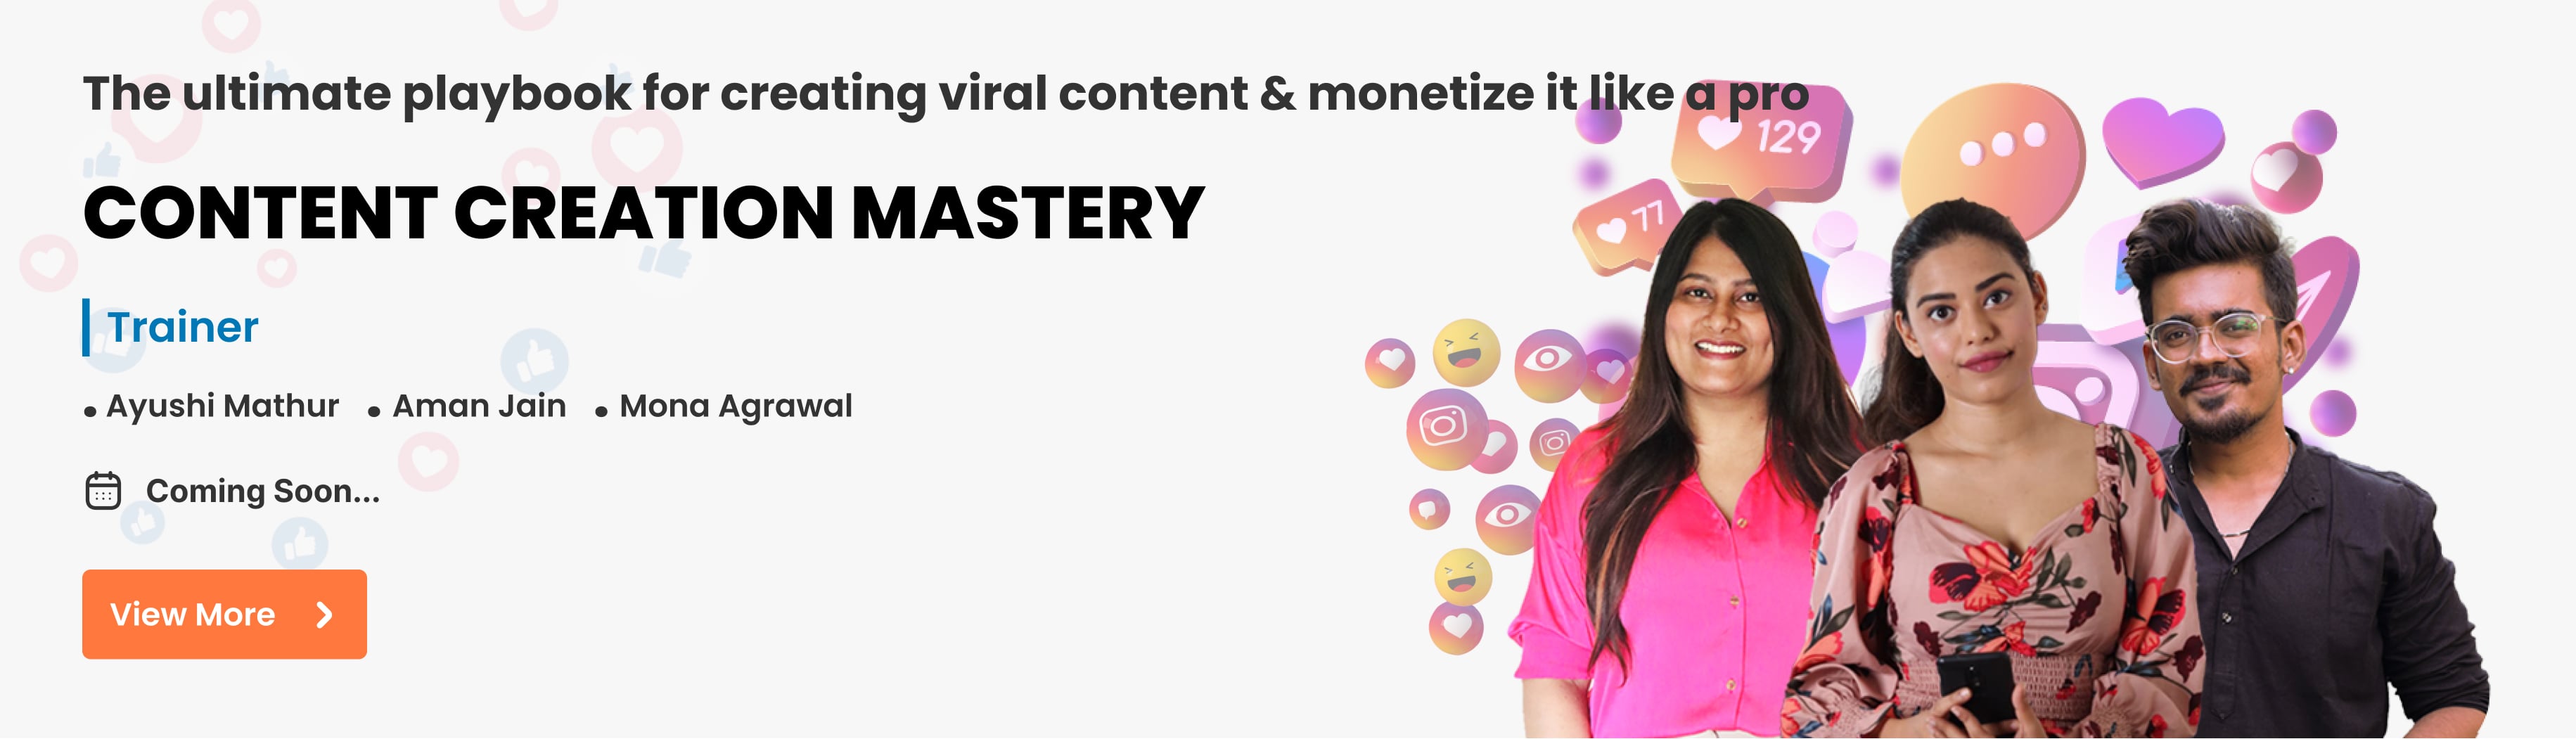 The ultimate playbook for creating viral content & monetize it like a pro
129
77
CONTENT CREATION MASTERY
Trainer
• Ayushi Mathur • Aman Jain • Mona Agrawal
Coming Soon...
View More